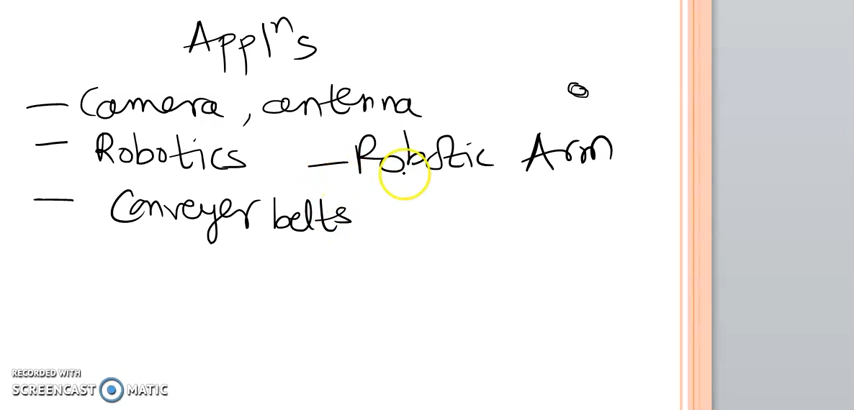 Appl^ns
— Camera, antenna
— Robotics — Robotic Arm
— Conveyer belts
RECORDED WITH
SCREENCAST MATIC